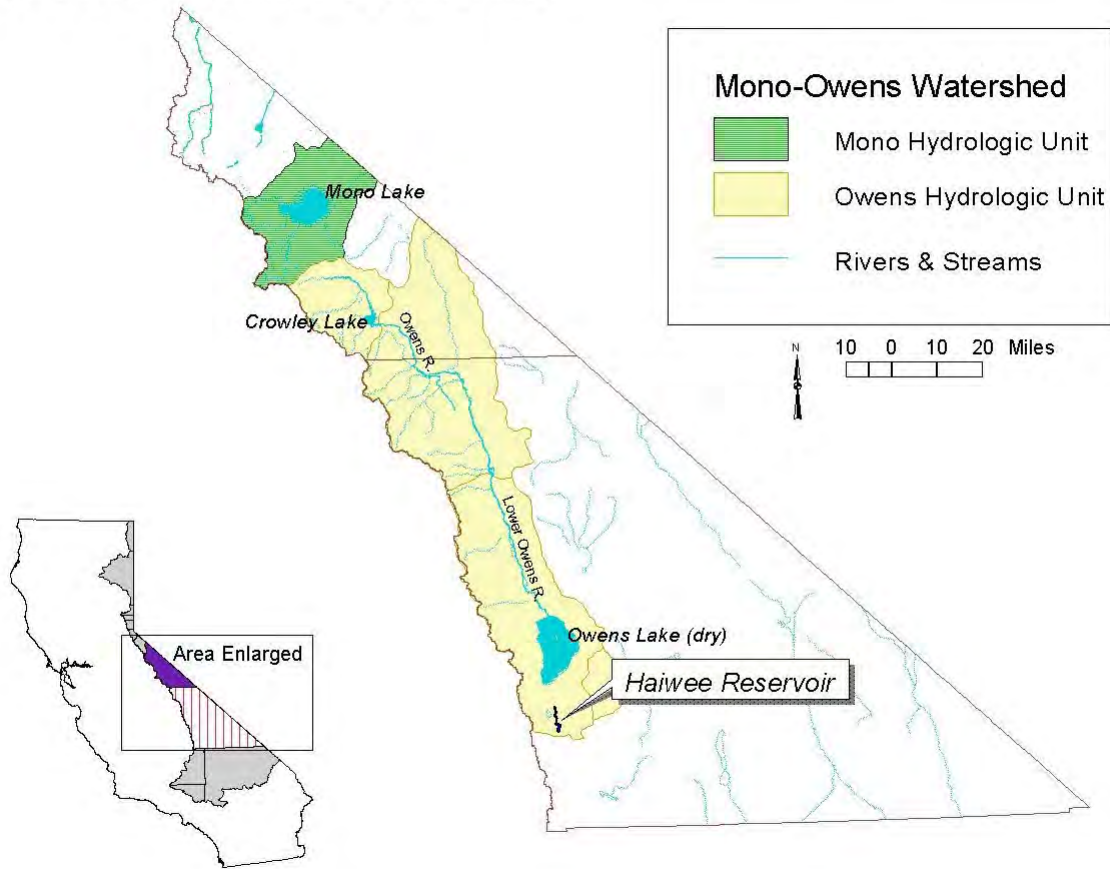 Mono-Owens Watershed
Mono Hydrologic Unit
Owens Hydrologic Unit
Rivers & Streams
N
10 0 10 20 Miles
Mono Lake
Crowley Lake
Owens R.
Lower Owens R.
Owens Lake (dry)
Haiwee Reservoir
Area Enlarged